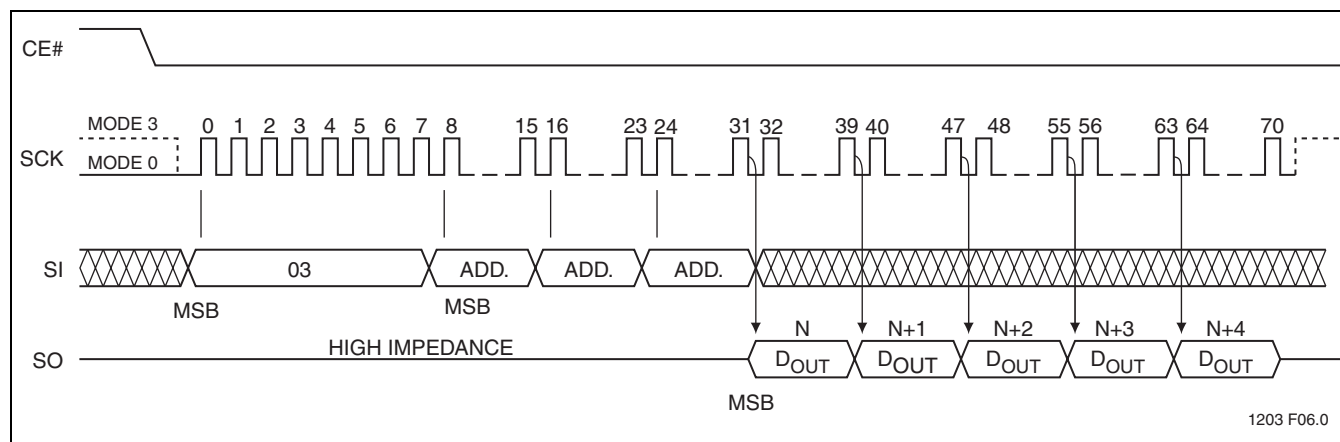 CE#
MODE 3 0 1 2 3 4 5 6 7 8 15 16 23 24 31 32 39 40 47 48 55 56 63 64 70
SCK MODE 0
SI 03 ADD. ADD. ADD.
MSB MSB
HIGH IMPEDANCE N N+1 N+2 N+3 N+4
SO DOUT DOUT DOUT DOUT DOUT
MSB
1203 F06.0